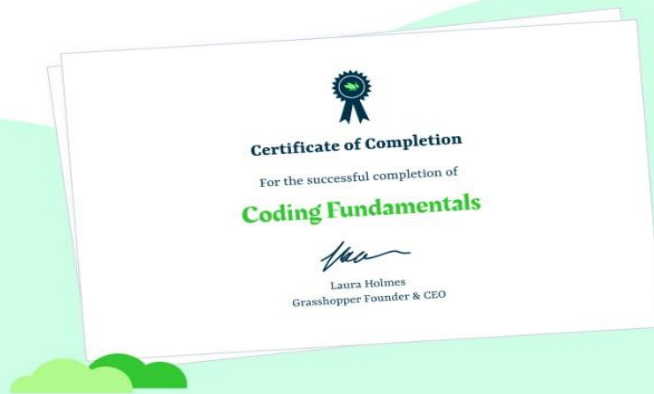 Certificate of Completion
For the successful completion of
Coding Fundamentals
Laura Holmes
Grasshopper Founder & CEO